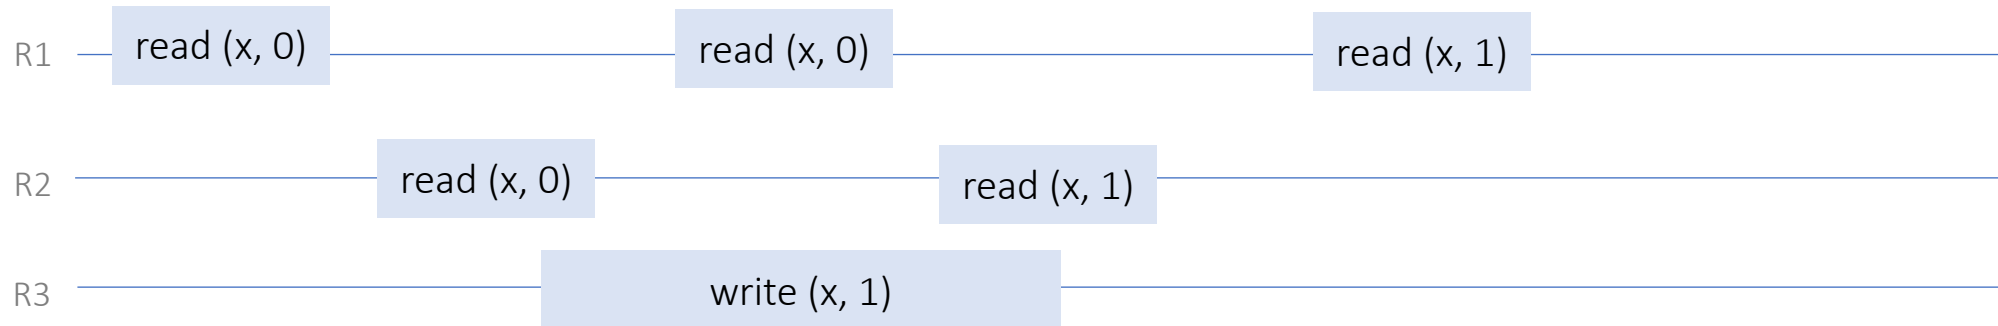 R1 read (x, 0) read (x, 0) read (x, 1)
R2 read (x, 0) read (x, 1)
R3 write (x, 1)